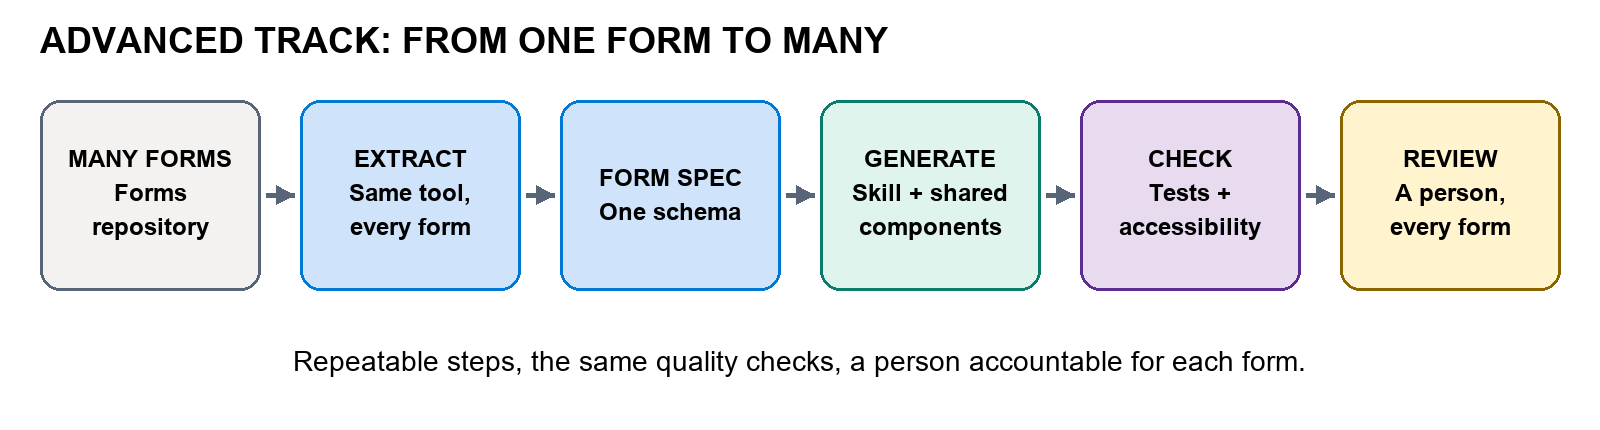 ADVANCED TRACK: FROM ONE FORM TO MANY
MANY FORMS
Forms
repository
EXTRACT
Same tool,
every form
FORM SPEC
One schema
GENERATE
Skill + shared
components
CHECK
Tests +
accessibility
REVIEW
A person,
every form
Repeatable steps, the same quality checks, a person accountable for each form.